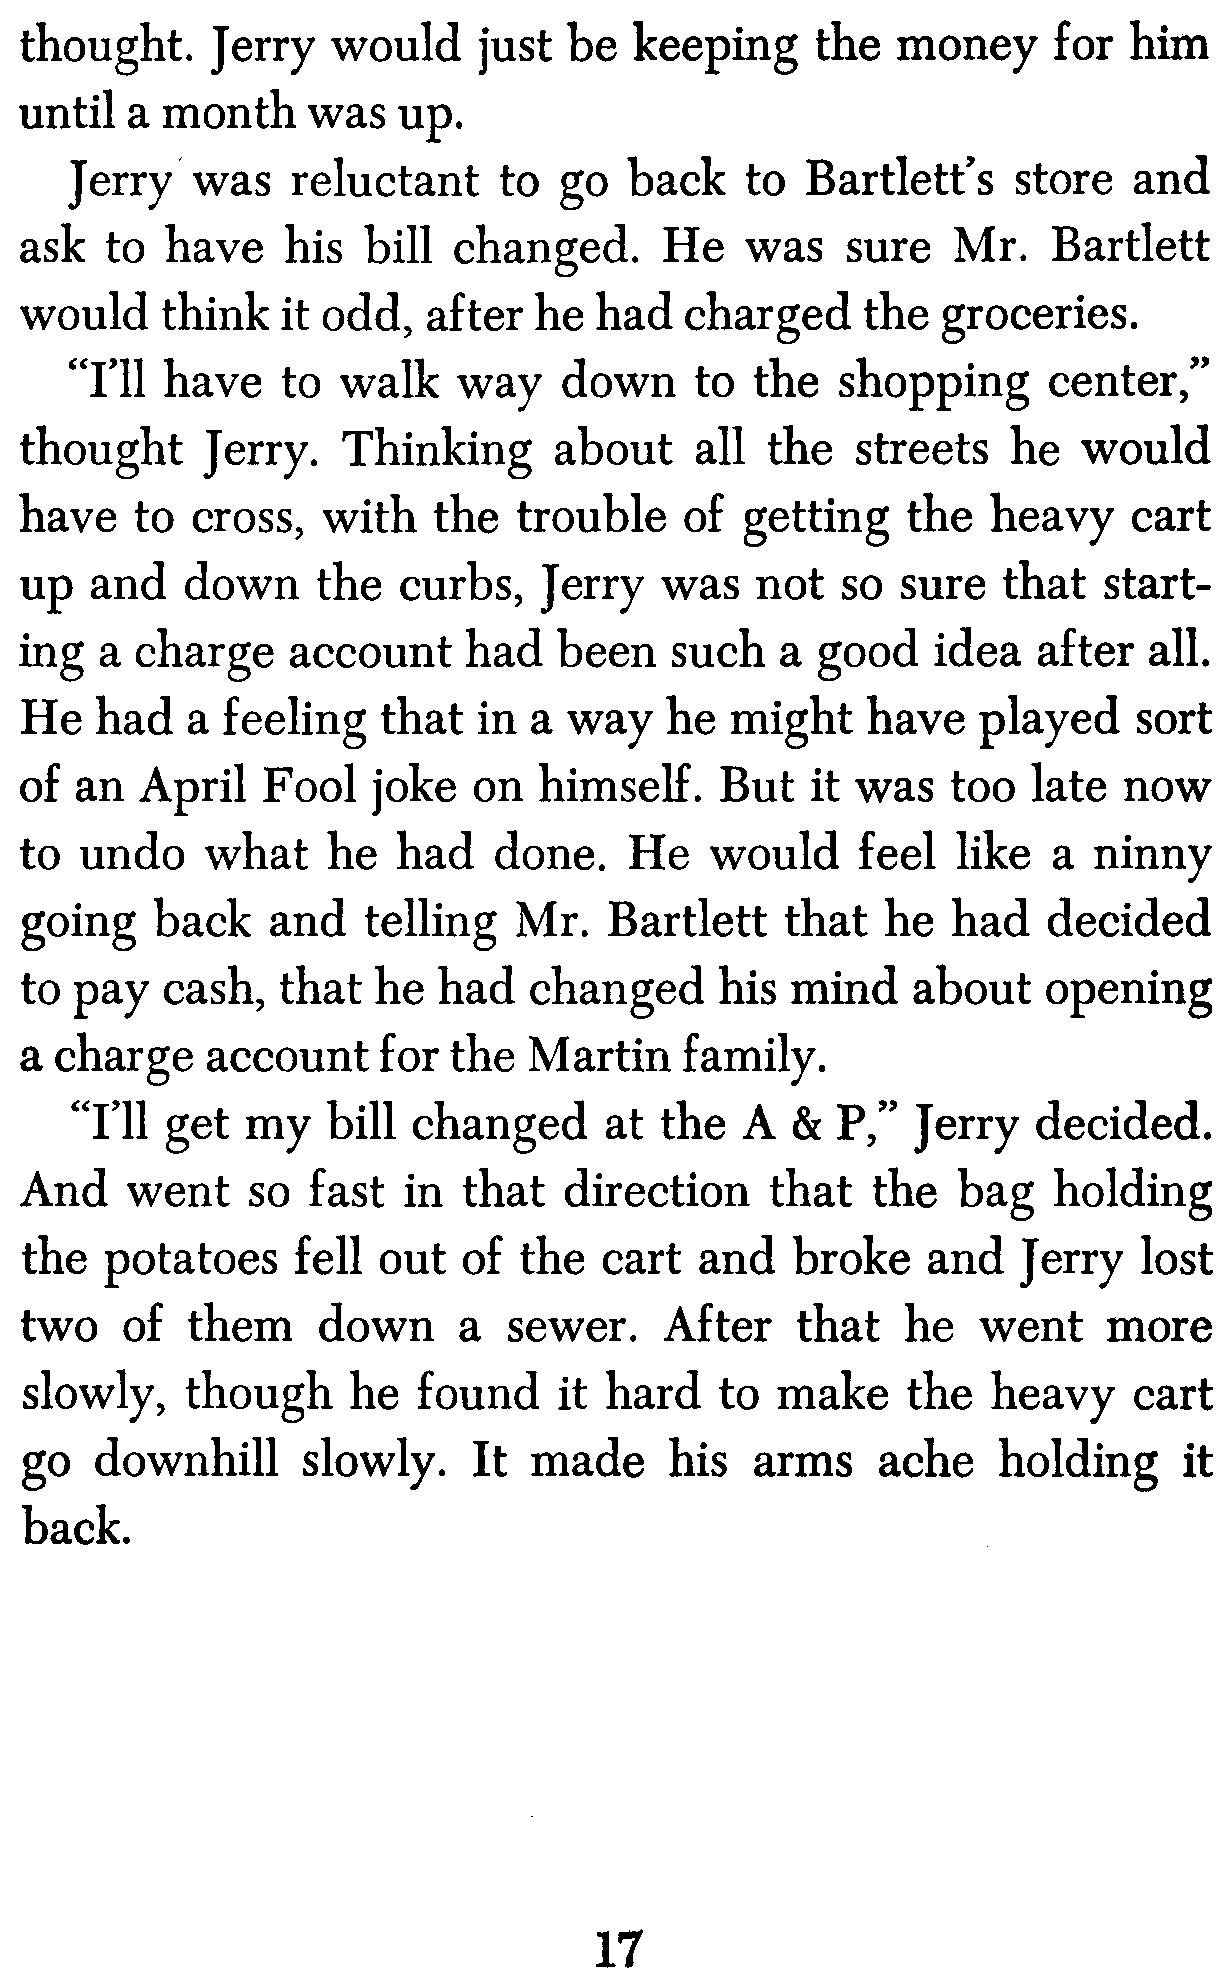 thought. Jerry would just be keeping the money for him
until a month was up.
Jerry was reluctant to go back to Bartlett's store and
ask to have his bill changed. He was sure Mr. Bartlett
would think it odd, after he had charged the groceries.
“I'll have to walk way down to the shopping center,”
thought Jerry. Thinking about all the streets he would
have to cross, with the trouble of getting the heavy cart
up and down the curbs, Jerry was not so sure that start-
ing a charge account had been such a good idea after all.
He had a feeling that in a way he might have played sort
of an April Fool joke on himself. But it was too late now
to undo what he had done. He would feel like a ninny
going back and telling Mr. Bartlett that he had decided
to pay cash, that he had changed his mind about opening
a charge account for the Martin family.
“I'll get my bill changed at the A & P,” Jerry decided.
And went so fast in that direction that the bag holding
the potatoes fell out of the cart and broke and Jerry lost
two of them down a sewer. After that he went more
slowly, though he found it hard to make the heavy cart
go downhill slowly. It made his arms ache holding it
back.
17